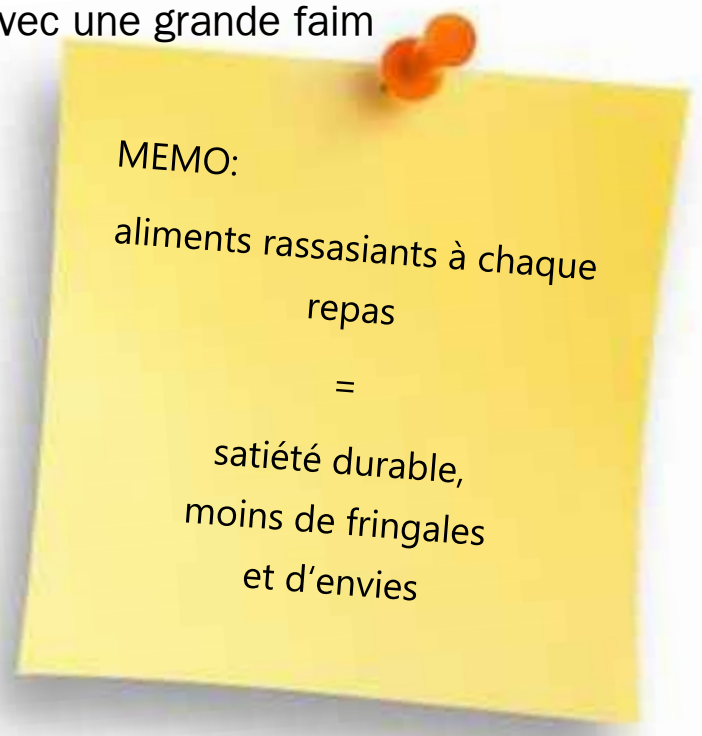 vec une grande faim
MEMO:
aliments rassasiants à chaque
repas
=
satiété durable,
moins de fringales
et d'envies